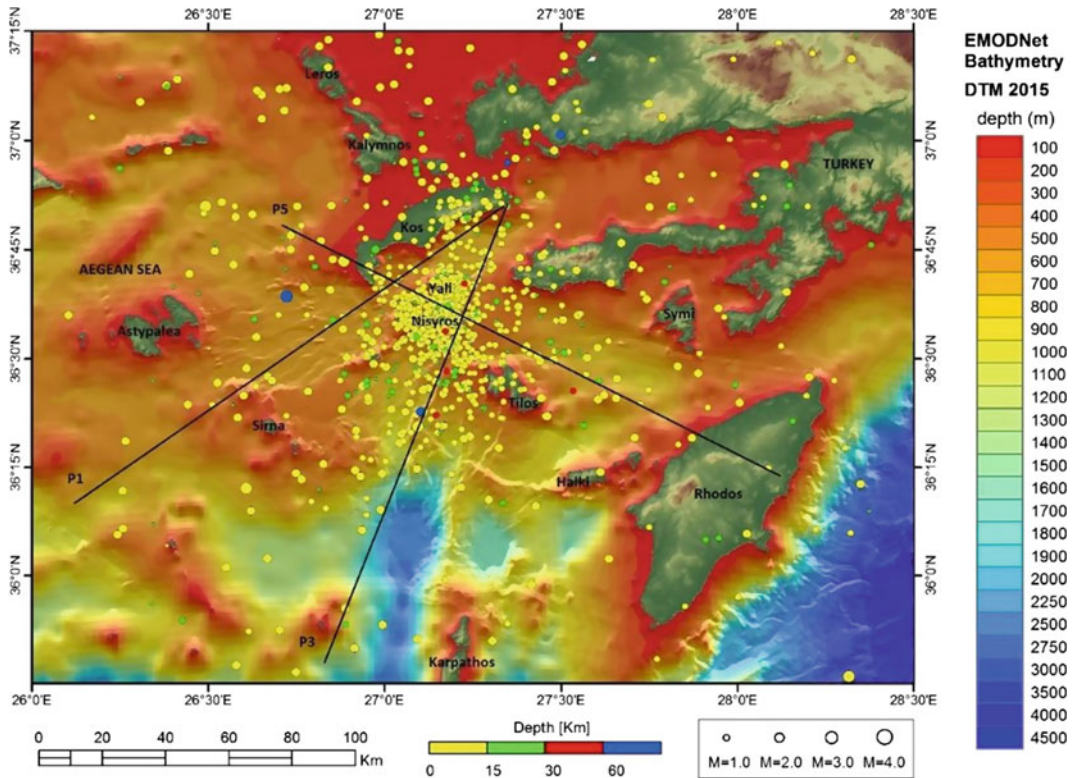 26°30'E 27°0'E 27°30'E 28°0'E
37°15'N
37°0'N
36°45'N
36°30'N
36°15'N
36°0'N
37°15'N
37°0'N
36°45'N
36°30'N
36°15'N
36°0'N
Leros
Kalymnos
TURKEY
P5
Kos
AEGEAN SEA
Yali
Nisyros
Astypalea
Symi
Tilos
Sirna
P1
Halki
Rhodos
P3
Karpathos
26°0'E 26°30'E 27°0'E 27°30'E 28°0'E 28°30'E
0 20 40 60 80 100
Km
Depth [Km]
0 15 30 60
M=1.0 M=2.0 M=3.0 M=4.0
EMODNet
Bathymetry
DTM 2015
depth (m)
100
200
300
400
500
600
700
800
900
1000
1100
1200
1300
1400
1500
1600
1700
1800
1900
2000
2250
2500
2750
3000
3500
4000
4500